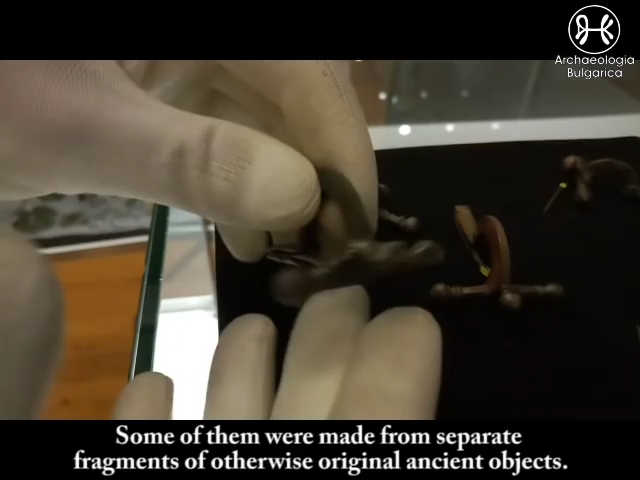 Archaeologia
Bulgarica
Some of them were made from separate
fragments of otherwise original ancient objects.